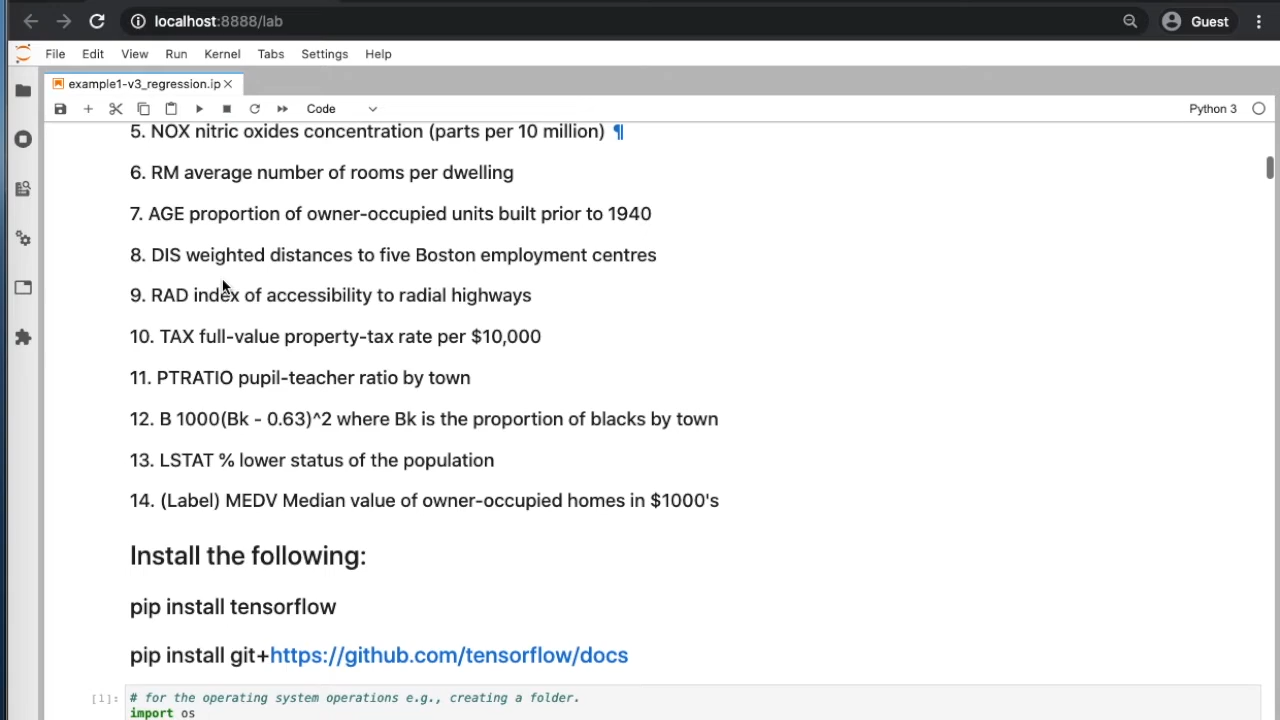 localhost:8888/lab
Guest
File Edit View Run Kernel Tabs Settings Help
example1-v3_regression.ip
Code
Python 3
5. NOX nitric oxides concentration (parts per 10 million) ¶
6. RM average number of rooms per dwelling
7. AGE proportion of owner-occupied units built prior to 1940
8. DIS weighted distances to five Boston employment centres
9. RAD index of accessibility to radial highways
10. TAX full-value property-tax rate per $10,000
11. PTRATIO pupil-teacher ratio by town
12. B 1000(Bk - 0.63)^2 where Bk is the proportion of blacks by town
13. LSTAT % lower status of the population
14. (Label) MEDV Median value of owner-occupied homes in $1000's
Install the following:
pip install tensorflow
pip install git+https://github.com/tensorflow/docs
[1]: # for the operating system operations e.g., creating a folder.
import os